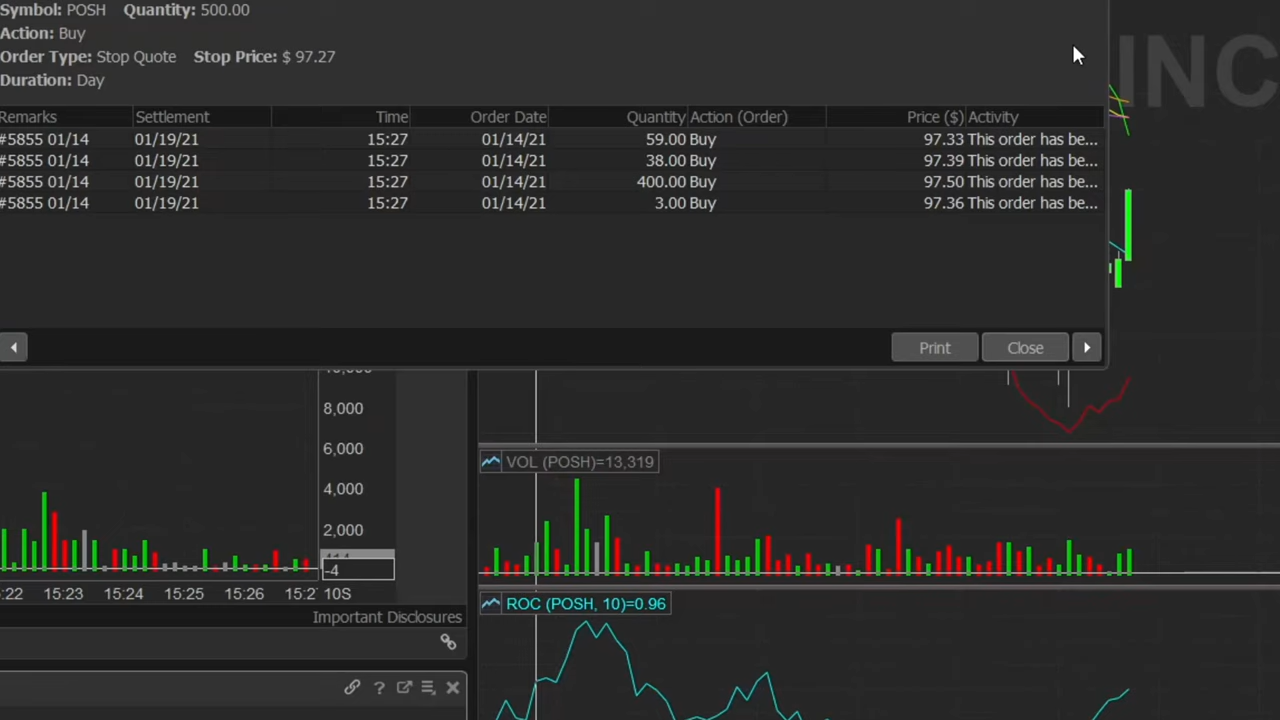 Symbol: POSH Quantity: 500.00
Action: Buy
Order Type: Stop Quote Stop Price: $ 97.27
Duration: Day
INC
Remarks Settlement Time Order Date Quantity Action (Order) Price ($) Activity
#5855 01/14 01/19/21 15:27 01/14/21 59.00 Buy 97.33 This order has be...
#5855 01/14 01/19/21 15:27 01/14/21 38.00 Buy 97.39 This order has be...
#5855 01/14 01/19/21 15:27 01/14/21 400.00 Buy 97.50 This order has be...
#5855 01/14 01/19/21 15:27 01/14/21 3.00 Buy 97.36 This order has be...
Print Close
8,000
6,000
4,000
2,000
-4
:22 15:23 15:24 15:25 15:26 15:27 10S
Important Disclosures
VOL (POSH)=13,319
ROC (POSH, 10)=0.96